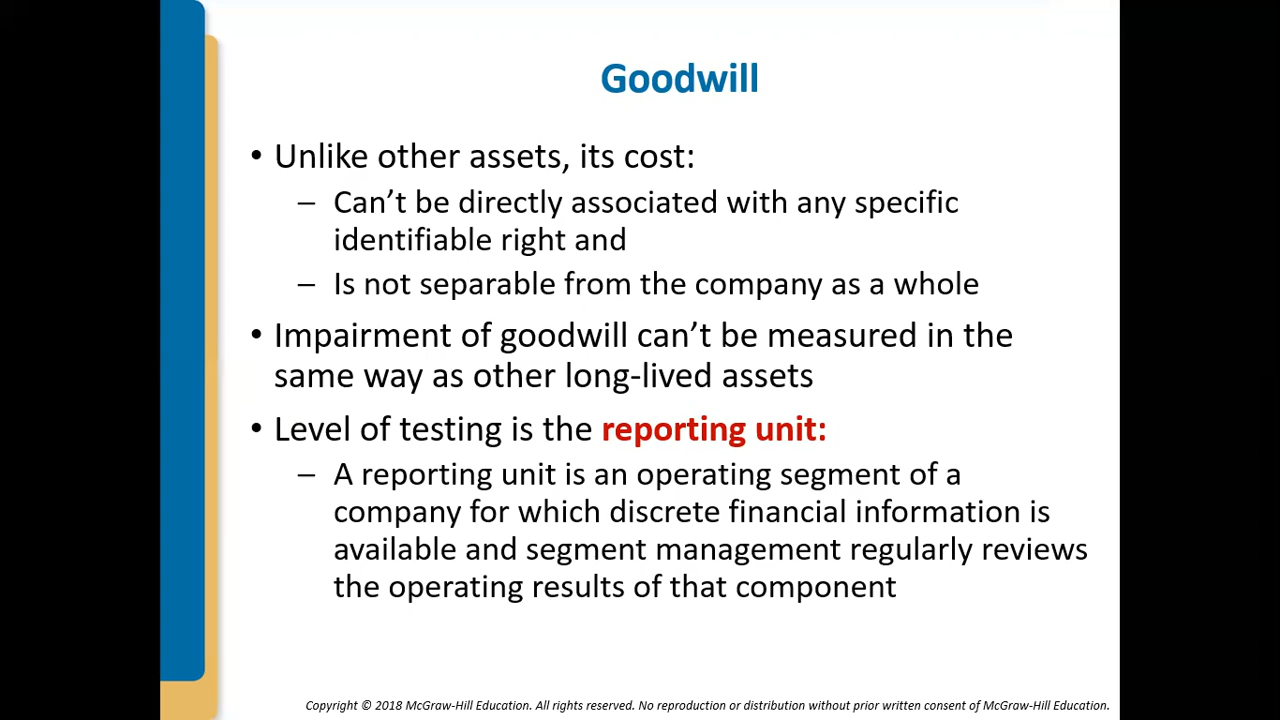 Goodwill
• Unlike other assets, its cost:
– Can’t be directly associated with any specific
identifiable right and
– Is not separable from the company as a whole
• Impairment of goodwill can’t be measured in the
same way as other long-lived assets
• Level of testing is the reporting unit:
– A reporting unit is an operating segment of a
company for which discrete financial information is
available and segment management regularly reviews
the operating results of that component
Copyright © 2018 McGraw-Hill Education. All rights reserved. No reproduction or distribution without prior written consent of McGraw-Hill Education.